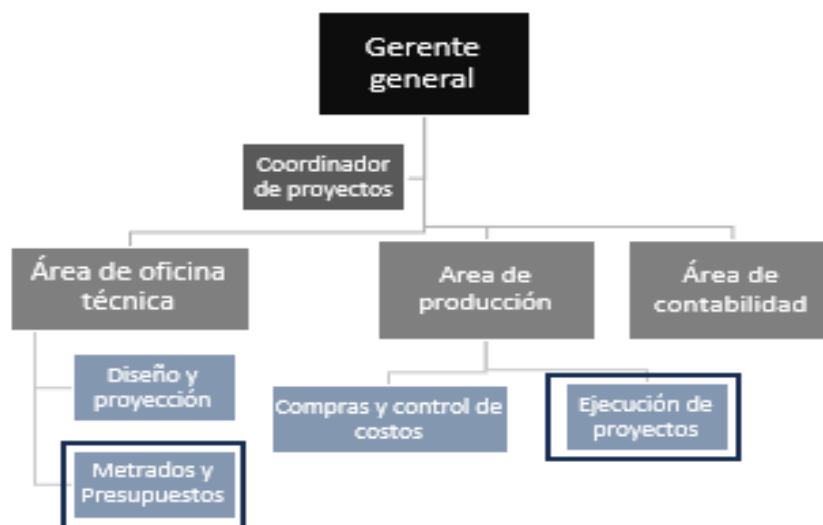 Gerente
general
Coordinador
de proyectos
Área de oficina
técnica
Area de
producción
Área de
contabilidad
Diseño y
proyección
Compras y control de
costos
Ejecución de
proyectos
Metrados y
Presupuestos